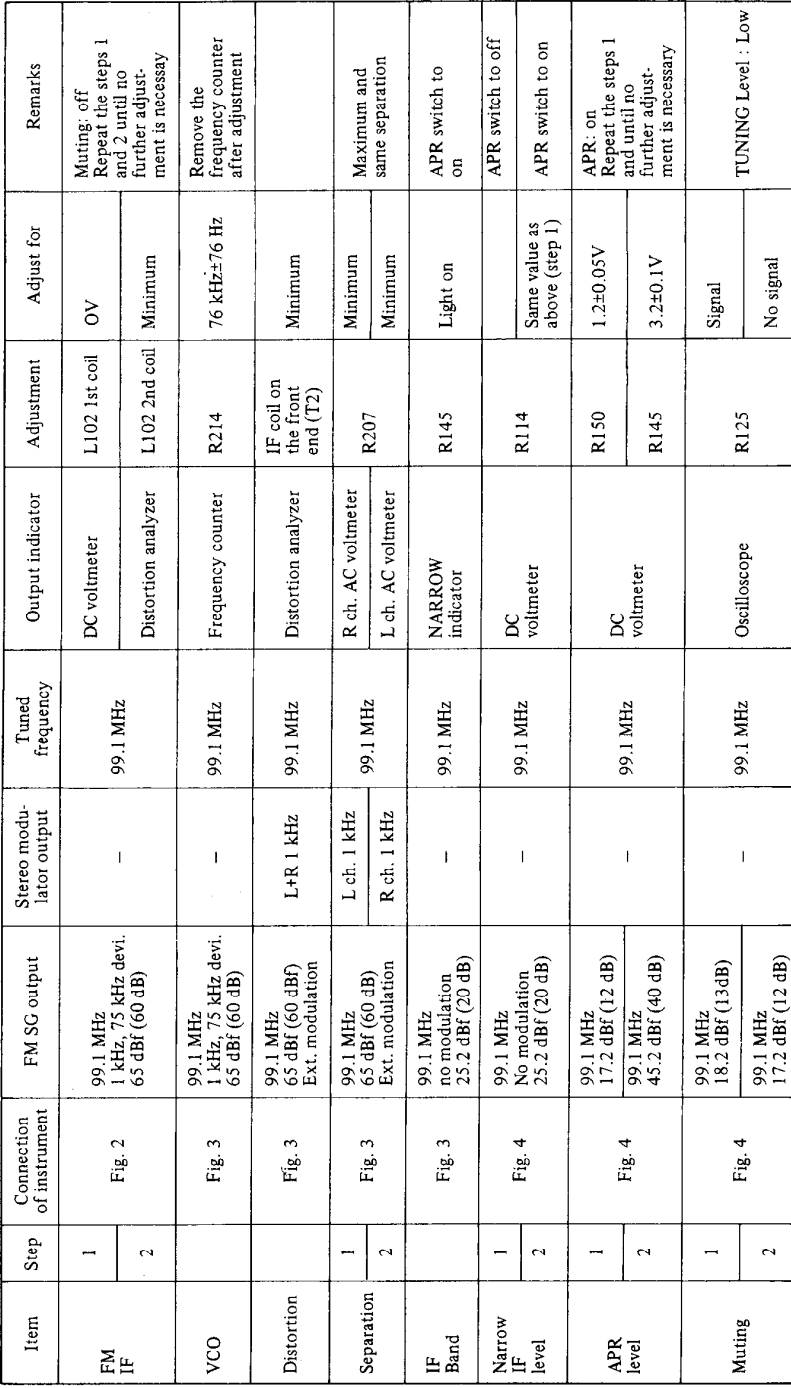 Item Step Connection of instrument FM SG output Stereo modu- lator output Tuned frequency Output indicator Adjustment Adjust for Remarks
FM IF
1
2
Fig. 2
99.1 MHz
1 kHz, 75 kHz devi.
65 dBf (60 dB)
–
99.1 MHz
DC voltmeter
L102 1st coil
OV
Distortion analyzer
L102 2nd coil
Minimum
Muting: off
Repeat the steps 1
and 2 until no
further adjust-
ment is necessay
VCO
Fig. 3
99.1 MHz
1 kHz, 75 kHz devi.
65 dBf (60 dB)
–
99.1 MHz
Frequency counter
R214
76 kHz±76 Hz
Remove the
frequency counter
after adjustment
Distortion
Fig. 3
99.1 MHz
65 dBf (60 dBf)
Ext. modulation
L+R 1 kHz
99.1 MHz
Distortion analyzer
IF coil on
the front
end (T2)
Minimum
Separation
1
2
Fig. 3
99.1 MHz
65 dBf (60 dB)
Ext. modulation
L ch. 1 kHz
R ch. 1 kHz
99.1 MHz
R ch. AC voltmeter
L ch. AC voltmeter
R207
Minimum
Minimum
Maximum and
same separation
IF
Band
Fig. 3
99.1 MHz
no modulation
25.2 dBf (20 dB)
–
99.1 MHz
NARROW
indicator
R145
Light on
APR switch to
on
Narrow
IF
level
1
2
Fig. 4
99.1 MHz
No modulation
25.2 dBf (20 dB)
–
99.1 MHz
DC
voltmeter
R114
Same value as
above (step 1)
APR switch to off
APR switch to on
APR
level
1
2
Fig. 4
99.1 MHz
17.2 dBf (12 dB)
99.1 MHz
45.2 dBf (40 dB)
–
99.1 MHz
DC
voltmeter
R150
R145
1.2±0.05V
3.2±0.1V
APR: on
Repeat the steps 1
and until no
further adjust-
ment is necessary
Muting
1
2
Fig. 4
99.1 MHz
18.2 dBf (13dB)
99.1 MHz
17.2 dBf (12 dB)
–
99.1 MHz
Oscilloscope
R125
Signal
No signal
TUNING Level : Low